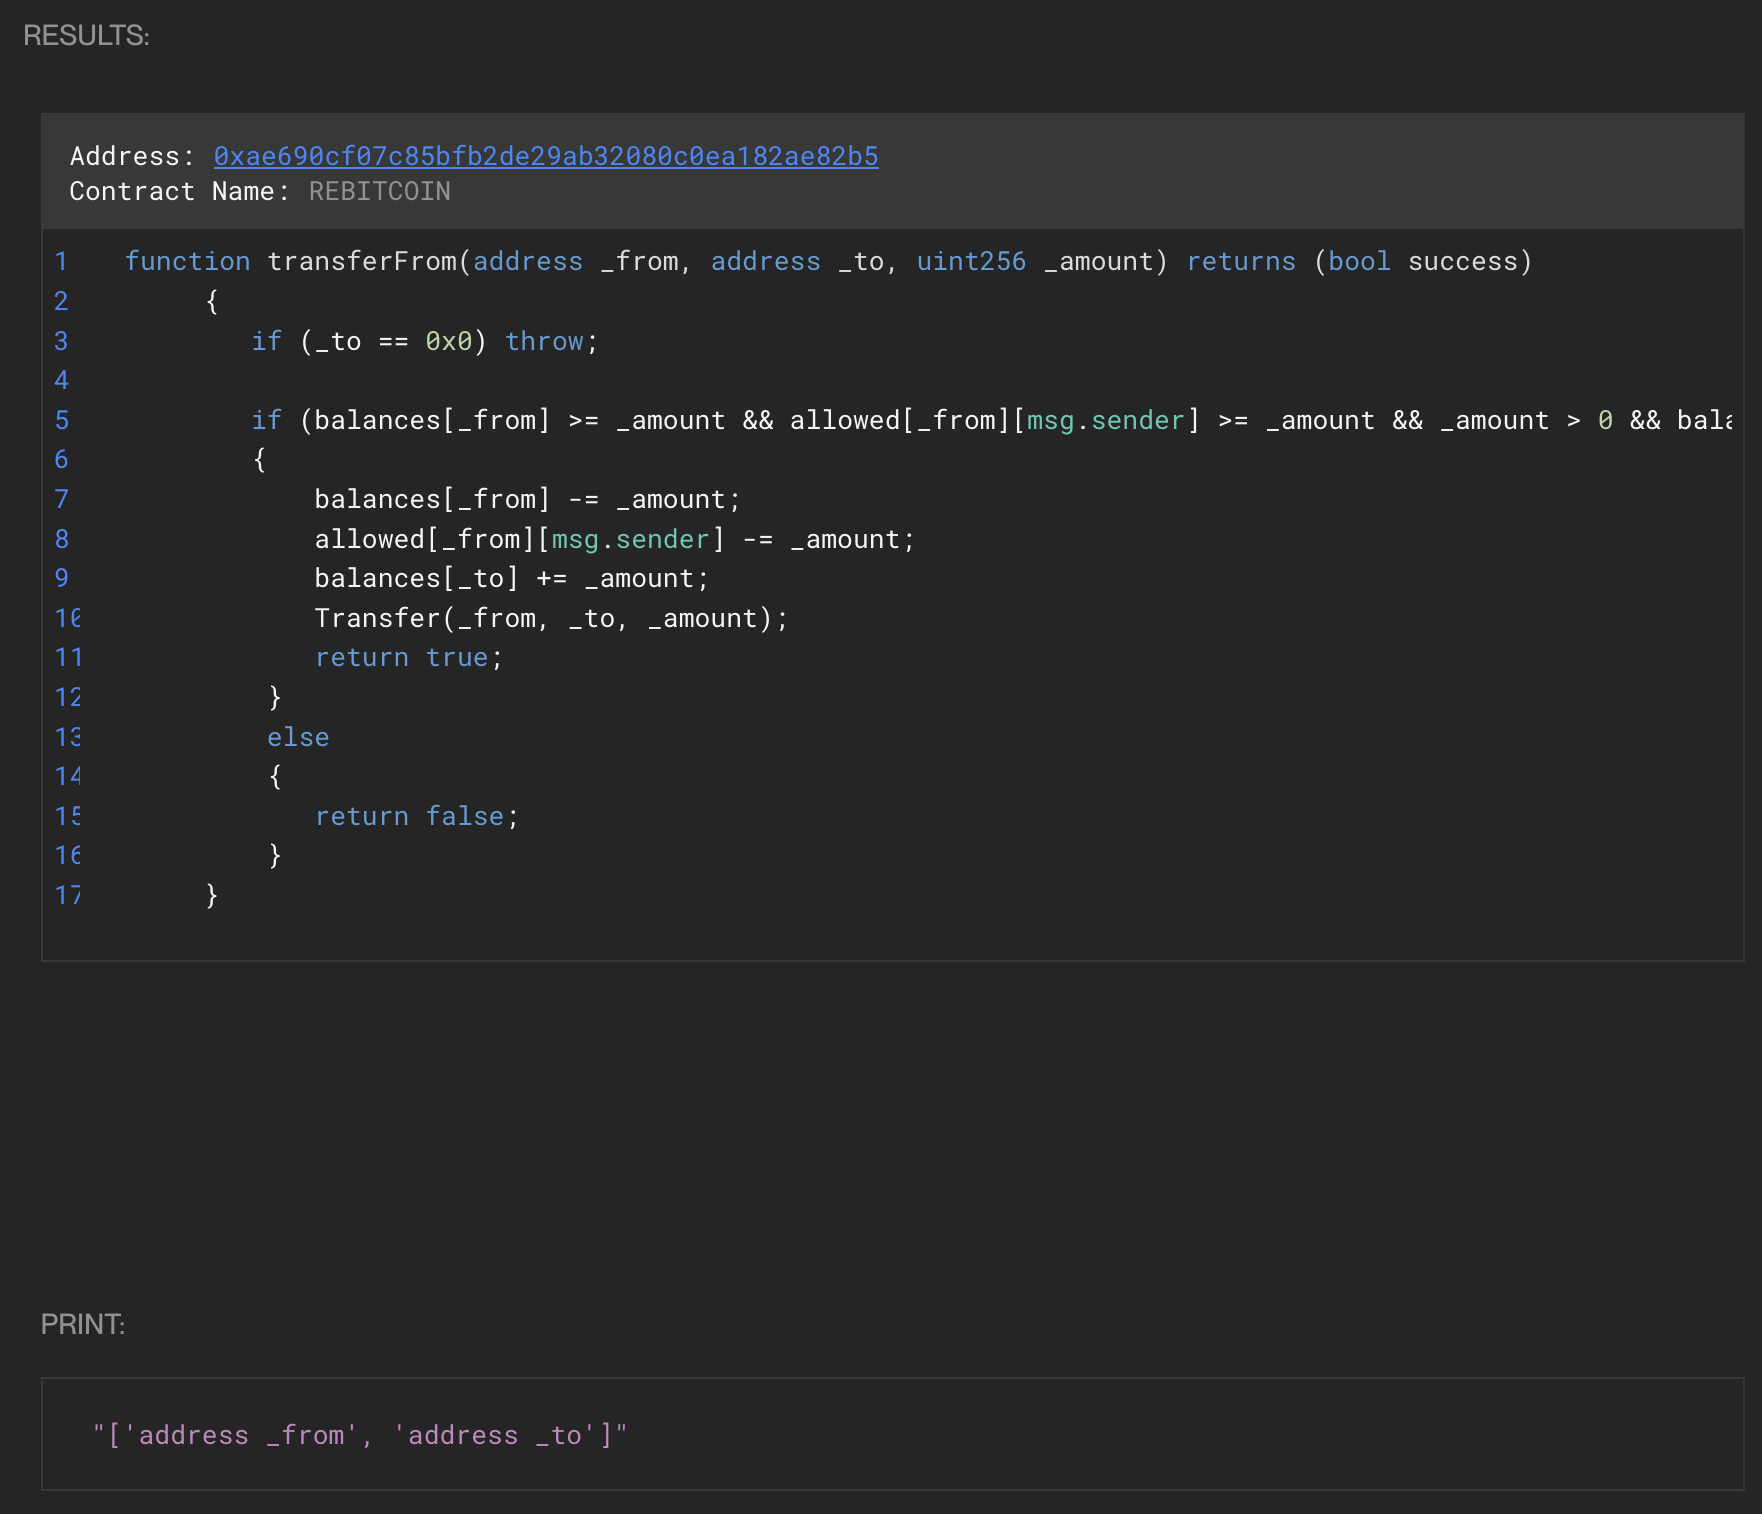 RESULTS:
Address: 0xae690cf07c85bfb2de29ab32080c0ea182ae82b5
Contract Name: REBITCOIN
1 function transferFrom(address _from, address _to, uint256 _amount) returns (bool success)
2 {
3 if (_to == 0x0) throw;
4
5 if (balances[_from] >= _amount && allowed[_from][msg.sender] >= _amount && _amount > 0 && bala
6 {
7 balances[_from] -= _amount;
8 allowed[_from][msg.sender] -= _amount;
9 balances[_to] += _amount;
10 Transfer(_from, _to, _amount);
11 return true;
12 }
13 else
14 {
15 return false;
16 }
17 }
PRINT:
"['address _from', 'address _to']"